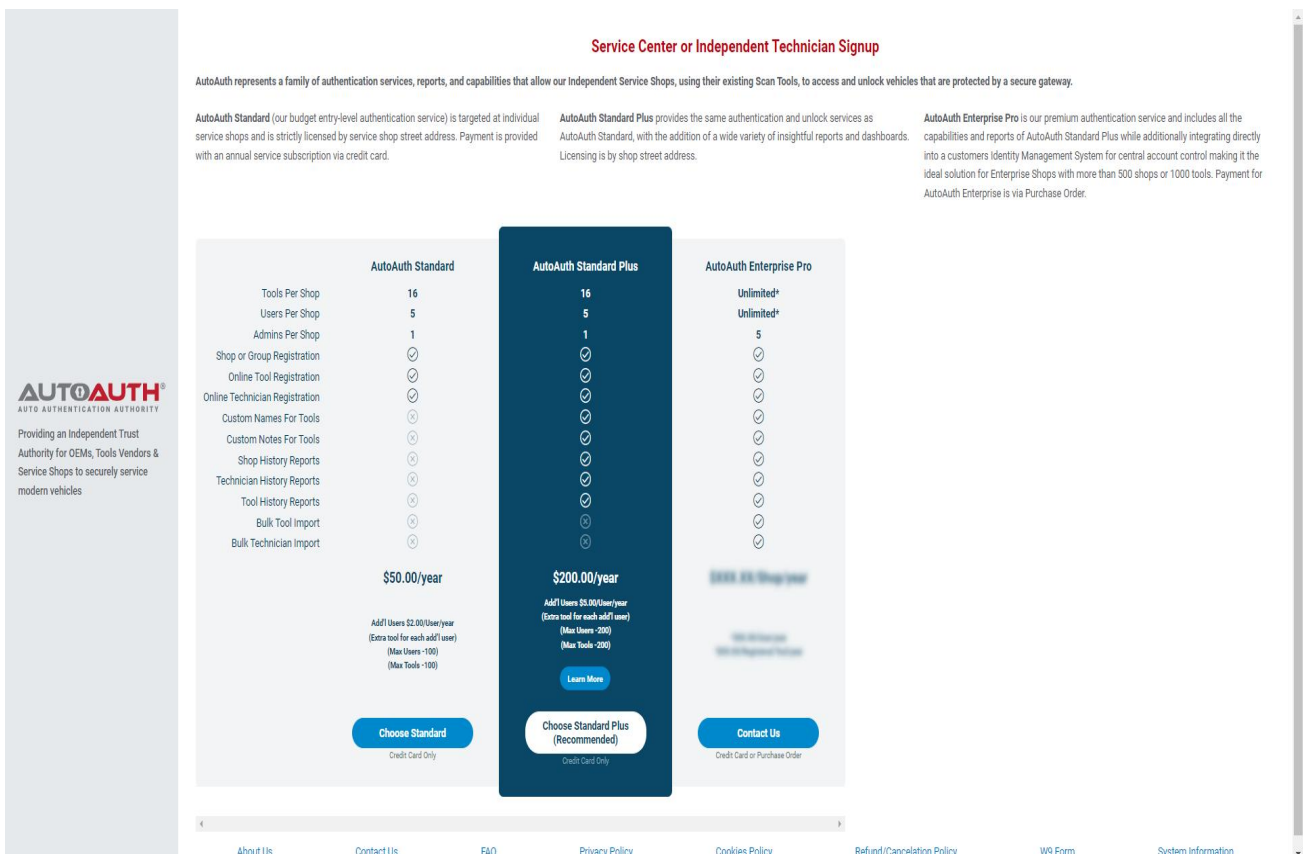 Service Center or Independent Technician Signup
AutoAuth represents a family of authentication services, reports, and capabilities that allow our Independent Service Shops, using their existing Scan Tools, to access and unlock vehicles that are protected by a secure gateway.
AutoAuth Standard (our budget entry-level authentication service) is targeted at individual
service shops and is strictly licensed by service shop street address. Payment is provided
with an annual service subscription via credit card.
AutoAuth Standard Plus provides the same authentication and unlock services as
AutoAuth Standard, with the addition of a wide variety of insightful reports and dashboards.
Licensing is by shop street address.
AutoAuth Enterprise Pro is our premium authentication service and includes all the
capabilities and reports of AutoAuth Standard Plus while additionally integrating directly
into a customers Identity Management System for central account control making it the
ideal solution for Enterprise Shops with more than 500 shops or 1000 tools. Payment for
AutoAuth Enterprise is via Purchase Order.
AUTOAUTH®
AUTO AUTHENTICATION AUTHORITY
Providing an Independent Trust
Authority for OEMs, Tools Vendors &
Service Shops to securely service
modern vehicles
AutoAuth Standard AutoAuth Standard Plus AutoAuth Enterprise Pro
Tools Per Shop 16 16 Unlimited*
Users Per Shop 5 5 Unlimited*
Admins Per Shop 1 1 5
Shop or Group Registration
Online Tool Registration
Online Technician Registration
Custom Names For Tools
Custom Notes For Tools
Shop History Reports
Technician History Reports
Tool History Reports
Bulk Tool Import
Bulk Technician Import
$50.00/year
Add'l Users $2.00/User/year
(Extra tool for each add'l user)
(Max Users -100)
(Max Tools -100)
Choose Standard
Credit Card Only
$200.00/year
Add'l Users $5.00/User/year
(Extra tool for each add'l user)
(Max Users -200)
(Max Tools -200)
Learn More
Choose Standard Plus
(Recommended)
Credit Card Only
Contact Us
Credit Card or Purchase Order
About Us Contact Us FAQ Privacy Policy Cookies Policy Refund/Cancelation Policy W9 Form System Information